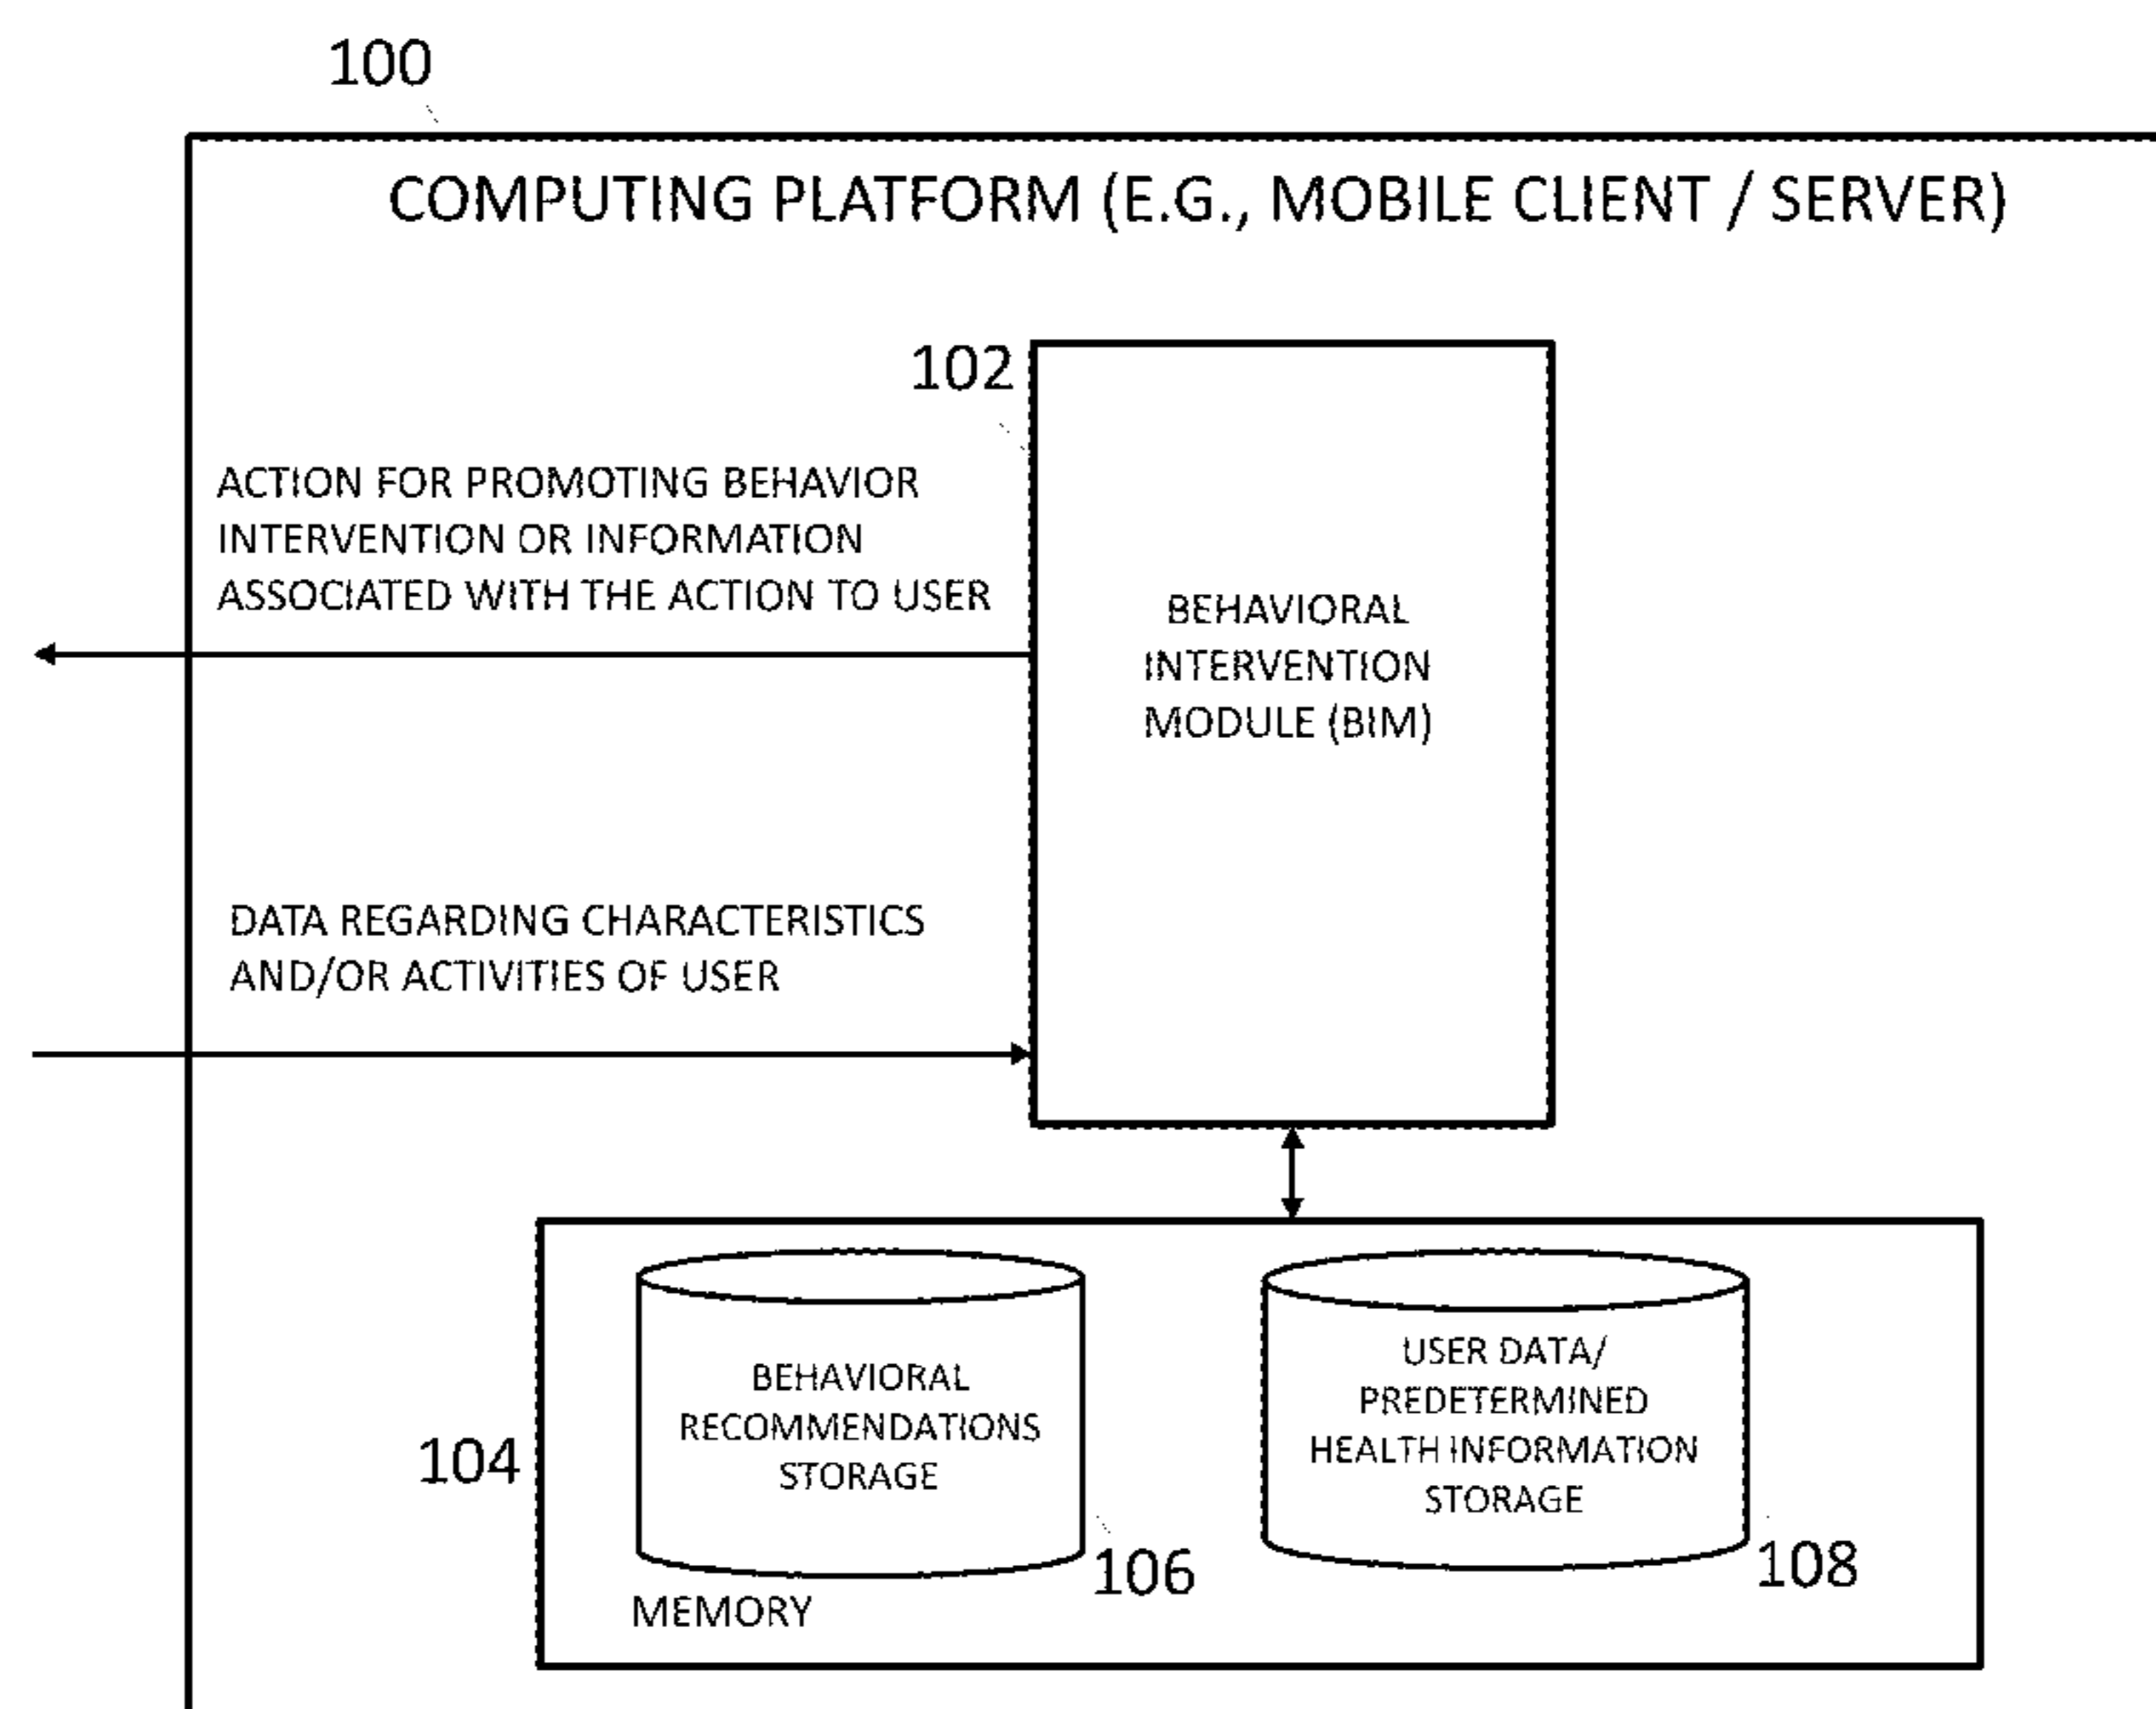 100
COMPUTING PLATFORM (E.G., MOBILE CLIENT / SERVER)
102
ACTION FOR PROMOTING BEHAVIOR
INTERVENTION OR INFORMATION
ASSOCIATED WITH THE ACTION TO USER
BEHAVIORAL
INTERVENTION
MODULE (BIM)
DATA REGARDING CHARACTERISTICS
AND/OR ACTIVITIES OF USER
104
BEHAVIORAL
RECOMMENDATIONS
STORAGE
106
USER DATA/
PREDETERMINED
HEALTH INFORMATION
STORAGE
108
MEMORY